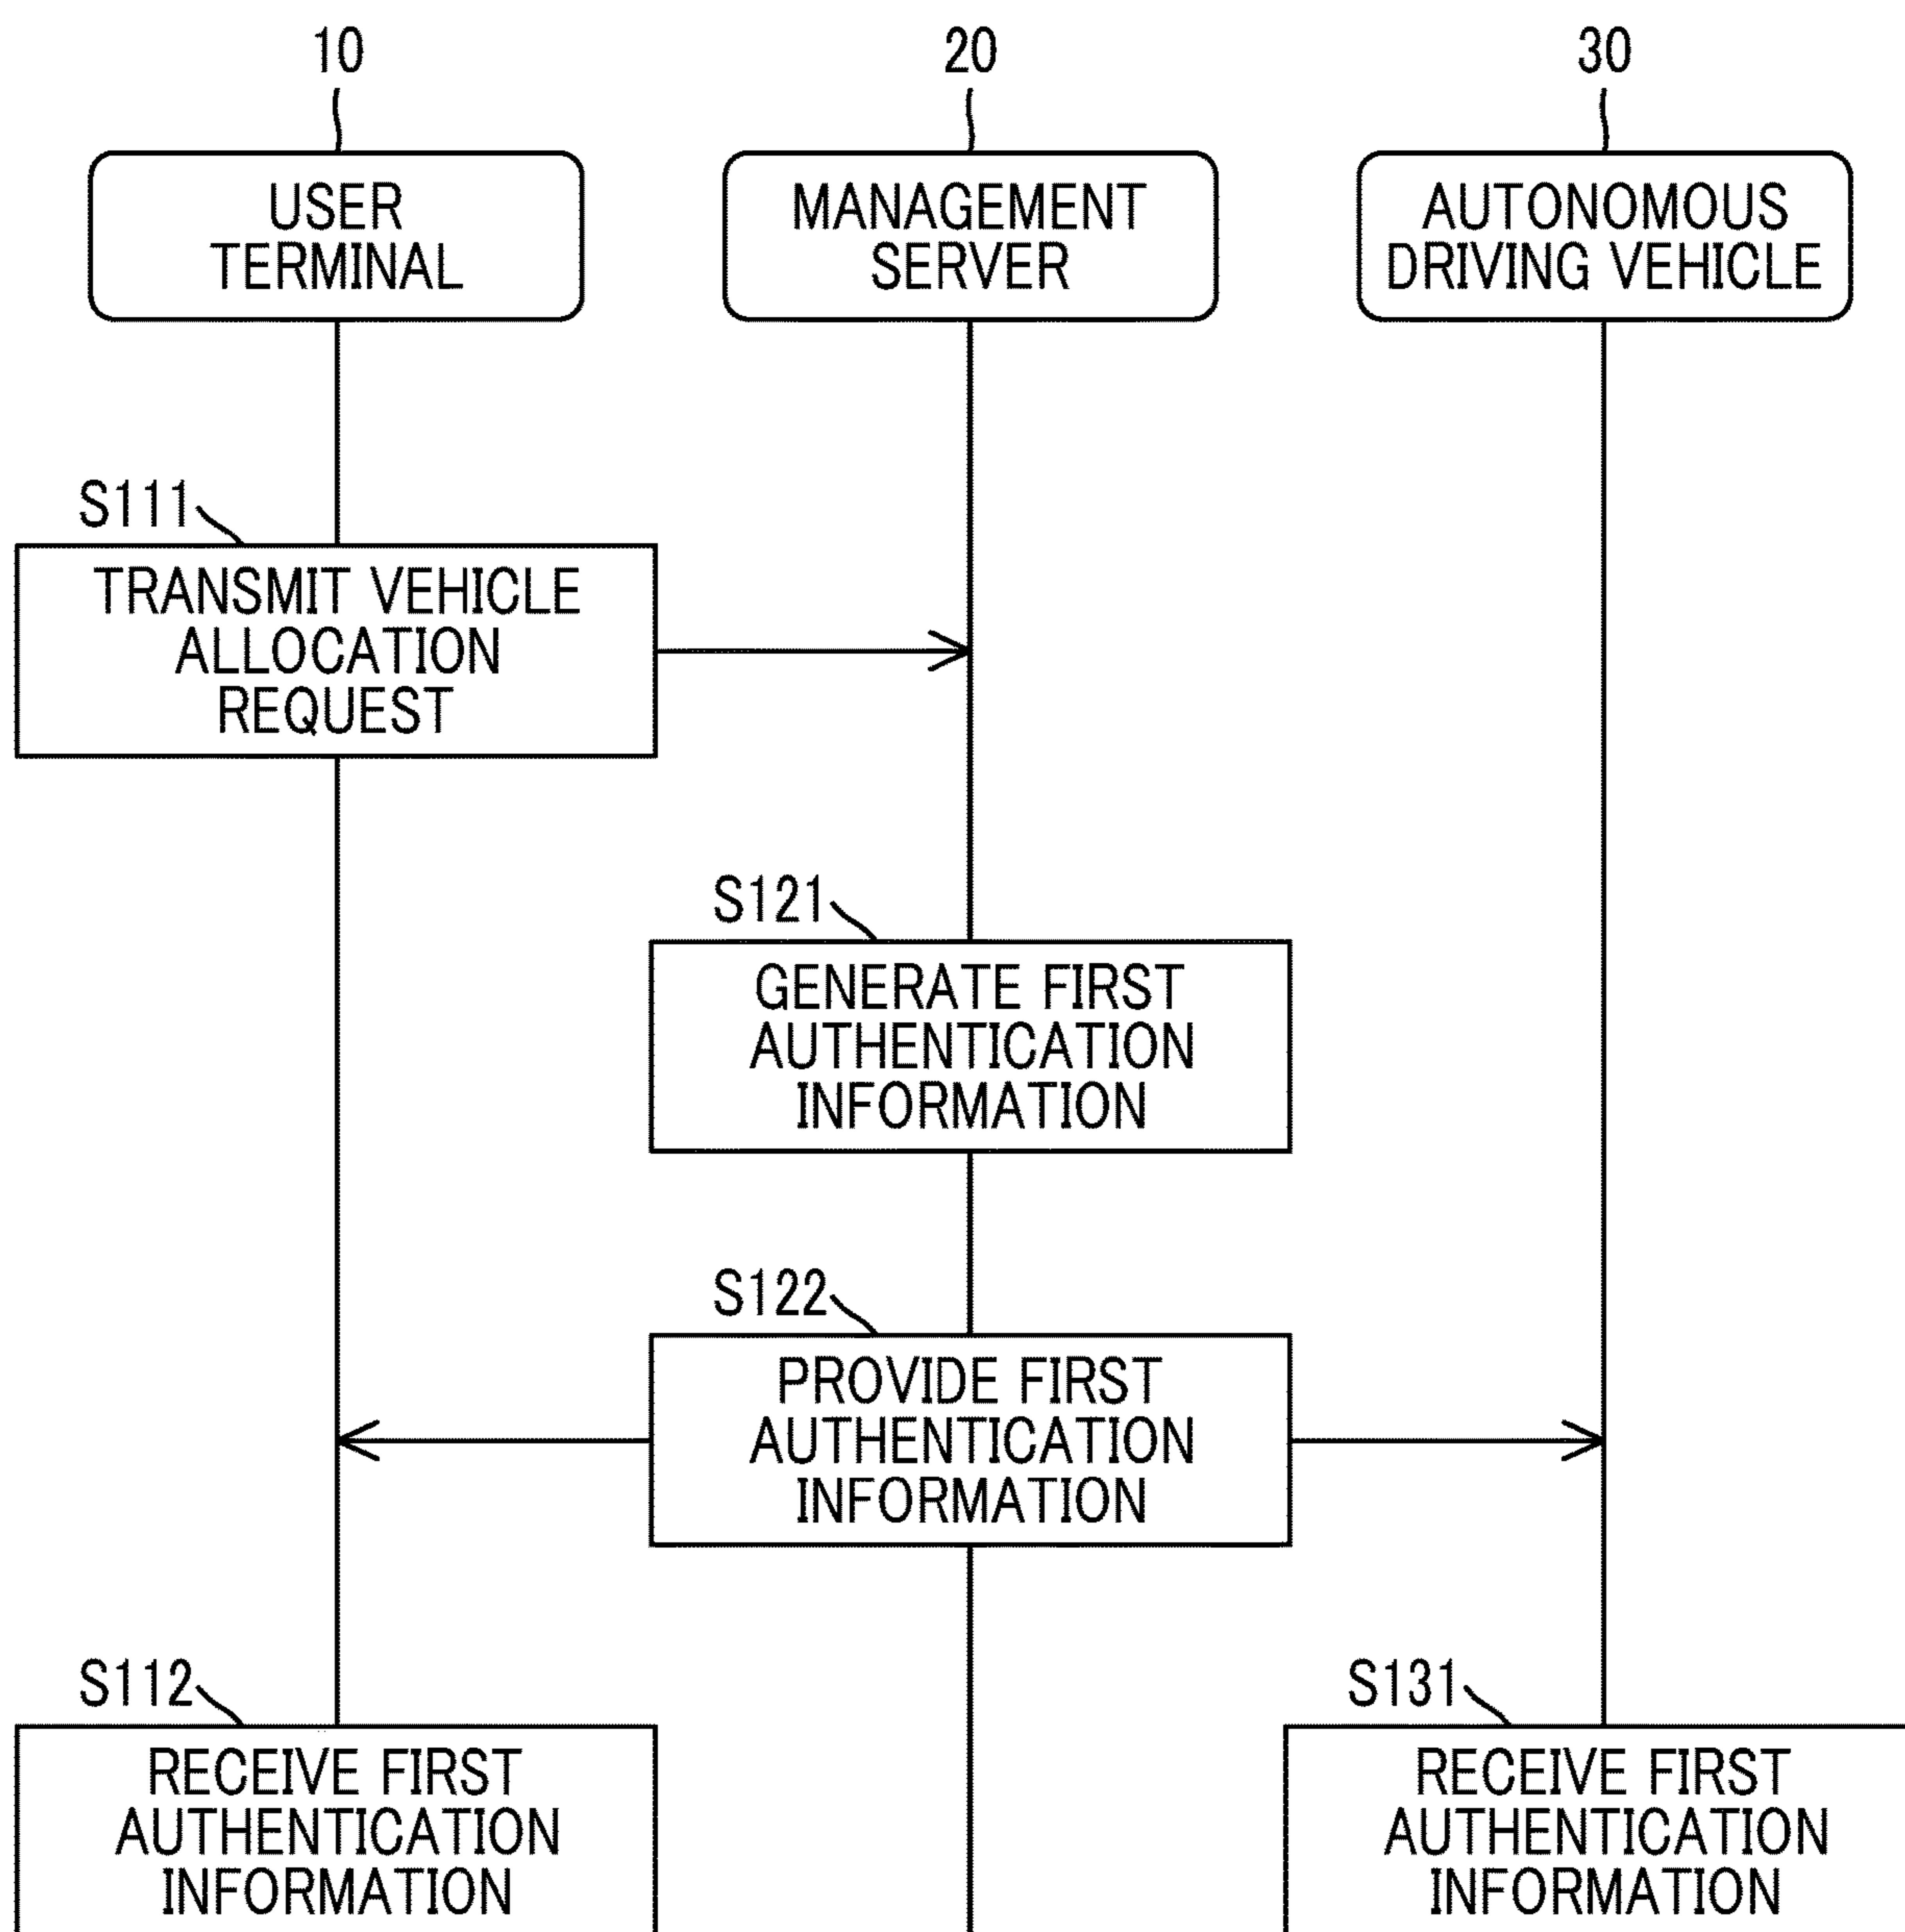 10
20
30
USER
TERMINAL
MANAGEMENT
SERVER
AUTONOMOUS
DRIVING VEHICLE
S111
TRANSMIT VEHICLE
ALLOCATION
REQUEST
S121
GENERATE FIRST
AUTHENTICATION
INFORMATION
S122
PROVIDE FIRST
AUTHENTICATION
INFORMATION
S112
RECEIVE FIRST
AUTHENTICATION
INFORMATION
S131
RECEIVE FIRST
AUTHENTICATION
INFORMATION